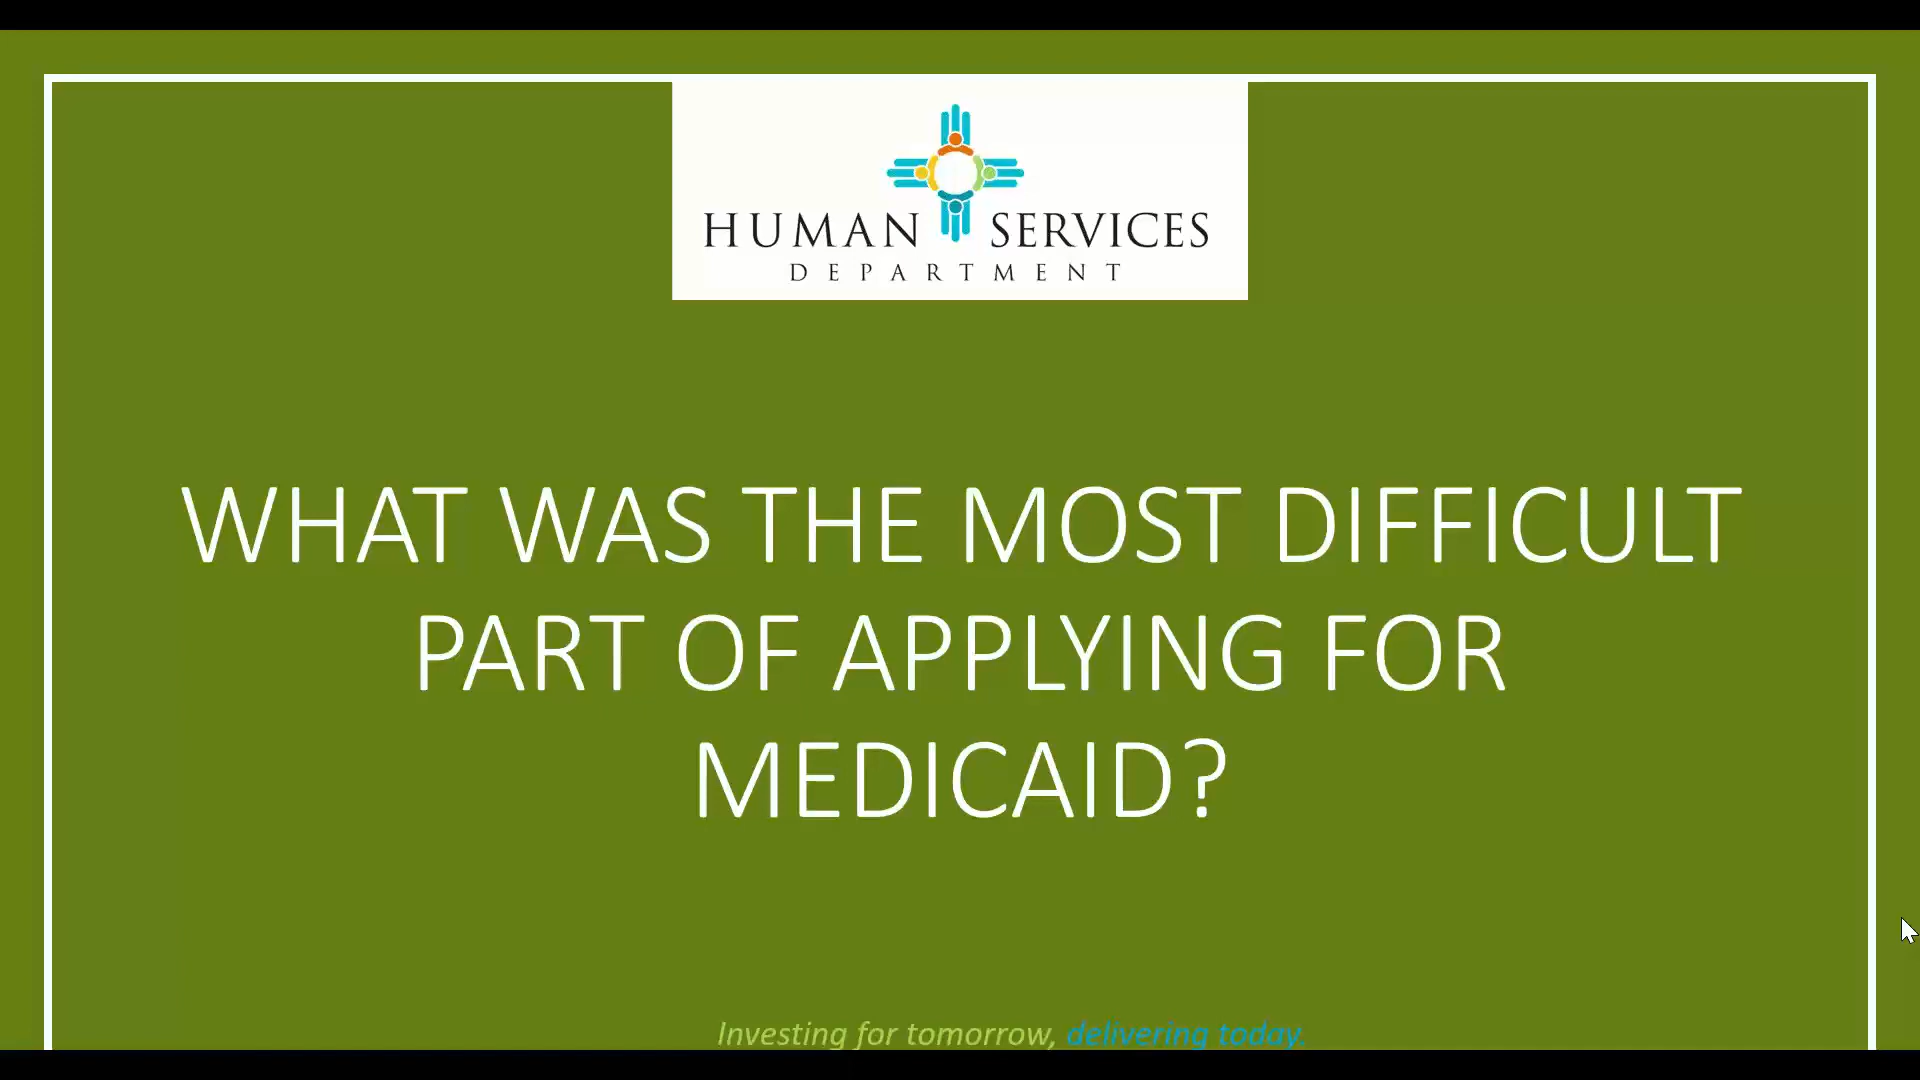 HUMAN SERVICES
DEPARTMENT
WHAT WAS THE MOST DIFFICULT
PART OF APPLYING FOR
MEDICAID?
Investing for tomorrow, delivering today.